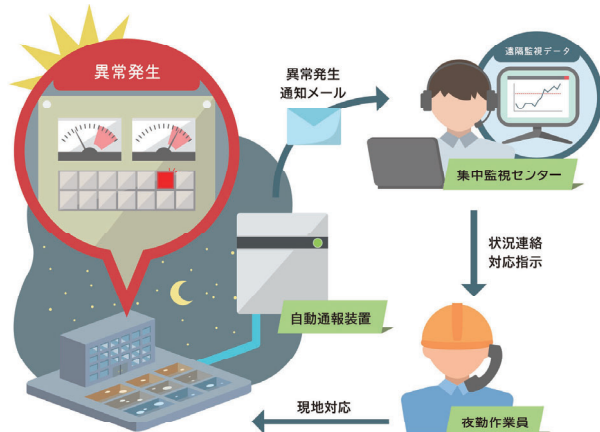 異常発生
異常発生
通知メール
遠隔監視データ
集中監視センター
状況連絡
対応指示
自動通報装置
夜勤作業員
現地対応